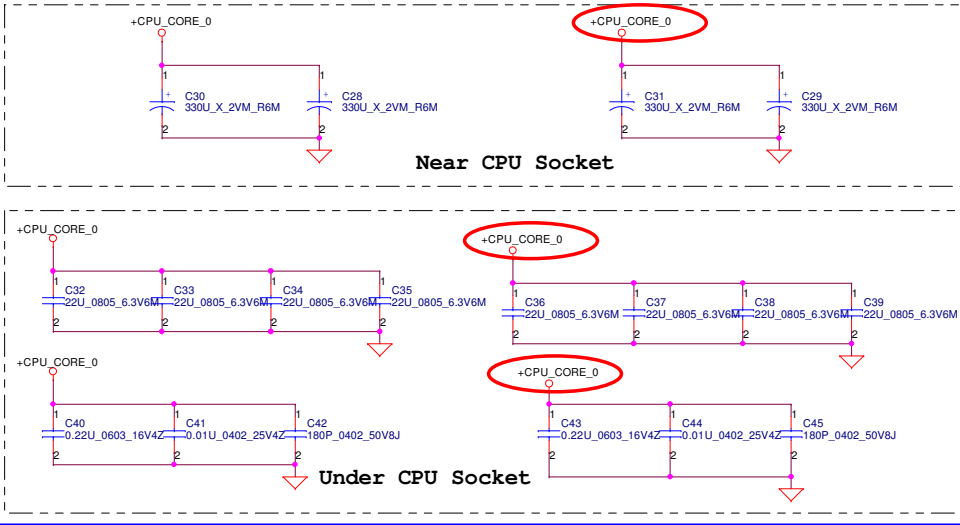 +CPU_CORE_0
+CPU_CORE_0
1 1 1 1
+ C30 + C28 + C31 + C29
330U_X_2VM_R6M 330U_X_2VM_R6M 330U_X_2VM_R6M 330U_X_2VM_R6M
2 2 2 2
Near CPU Socket
+CPU_CORE_0
+CPU_CORE_0
1 1 1 1
C32 C33 C34 C35
22U_0805_6.3V6M 22U_0805_6.3V6M 22U_0805_6.3V6M 22U_0805_6.3V6M
2 2 2 2
1 1 1 1
C36 C37 C38 C39
22U_0805_6.3V6M 22U_0805_6.3V6M 22U_0805_6.3V6M 22U_0805_6.3V6M
2 2 2 2
+CPU_CORE_0
+CPU_CORE_0
1 1 1 1 1 1
C40 C41 C42 C43 C44 C45
0.22U_0603_16V4Z 0.01U_0402_25V4Z 180P_0402_50V8J 0.22U_0603_16V4Z 0.01U_0402_25V4Z 180P_0402_50V8J
2 2 2 2 2 2
Under CPU Socket